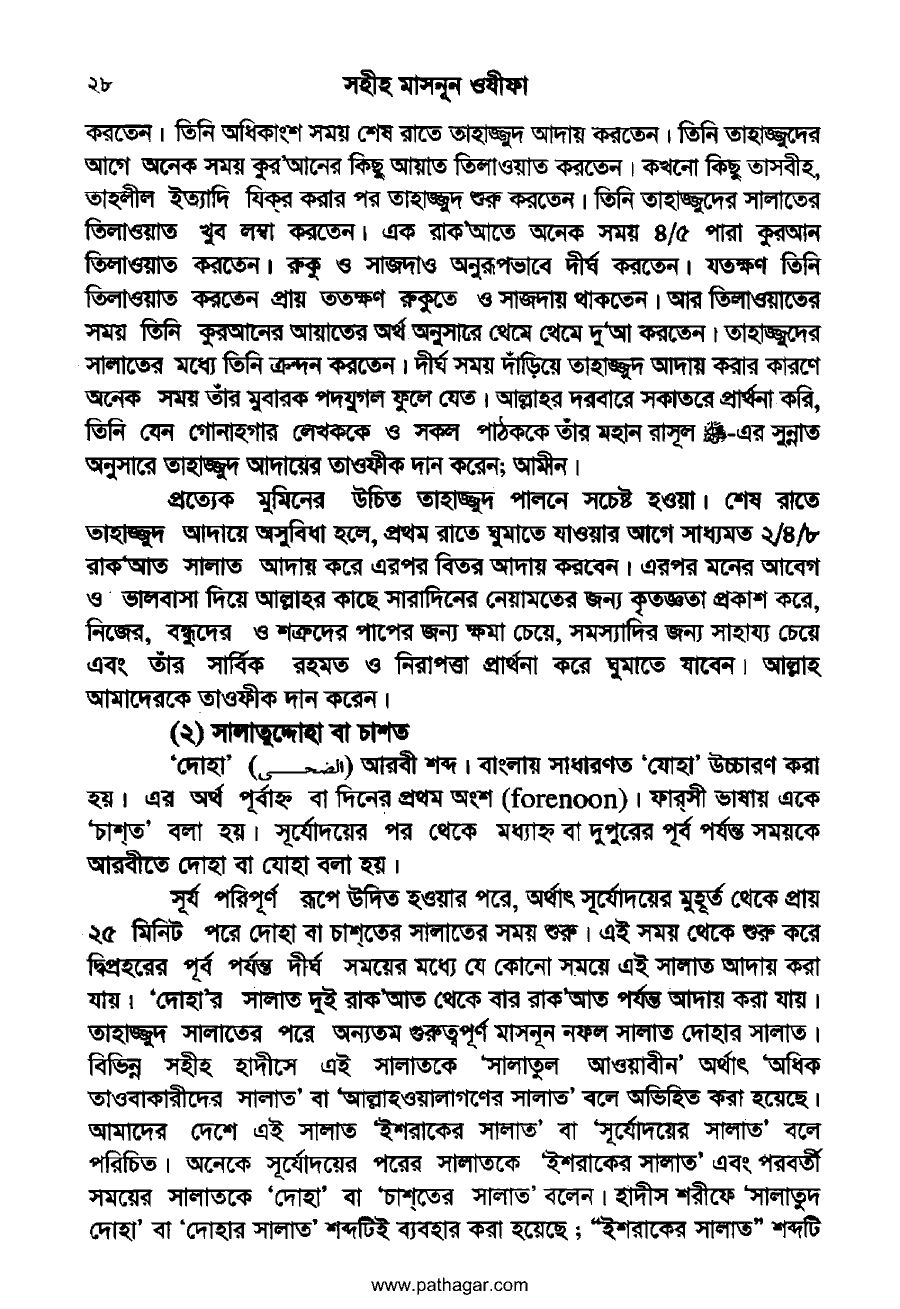 ২৮
সহীহ মাসনূন ওযীফা
করতেন। তিনি অধিকাংশ সময় শেষ রাতে তাহাজ্জুদ আদায় করতেন। তিনি তাহাজ্জুদের
আগে অনেক সময় কুর'আনের কিছু আয়াত তিলাওয়াত করতেন। কখনো কিছু তাসবীহ,
তাহলীল ইত্যাদি যিক্‌র করার পর তাহাজ্জুদ শুরু করতেন। তিনি তাহাজ্জুদের সালাতের
তিলাওয়াত খুব লম্বা করতেন। এক রাক'আতে অনেক সময় ৪/৫ পারা কুরআন
তিলাওয়াত করতেন। রুকু ও সাজদাও অনুরূপভাবে দীর্ঘ করতেন। যতক্ষণ তিনি
তিলাওয়াত করতেন প্রায় ততক্ষণ রুকুতে ও সাজদায় থাকতেন। আর তিলাওয়াতের
সময় তিনি কুরআনের আয়াতের অর্থ অনুসারে থেমে থেমে দু'আ করতেন। তাহাজ্জুদের
সালাতের মধ্যে তিনি ক্রন্দন করতেন। দীর্ঘ সময় দাঁড়িয়ে তাহাজ্জুদ আদায় করার কারণে
অনেক সময় তাঁর মুবারক পদযুগল ফুলে যেত। আল্লাহর দরবারে সকাতরে প্রার্থনা করি,
তিনি যেন গোনাহগার লেখককে ও সকল পাঠককে তাঁর মহান রাসূল ﷺ-এর সুন্নাত
অনুসারে তাহাজ্জুদ আদায়ের তাওফীক দান করেন; আমীন।
প্রত্যেক মুমিনের উচিত তাহাজ্জুদ পালনে সচেষ্ট হওয়া। শেষ রাতে
তাহাজ্জুদ আদায়ে অসুবিধা হলে, প্রথম রাতে ঘুমাতে যাওয়ার আগে সাধ্যমত ২/৪/৮
রাক'আত সালাত আদায় করে এরপর বিতর আদায় করবেন। এরপর মনের আবেগ
ও ভালবাসা দিয়ে আল্লাহর কাছে সারাদিনের নেয়ামতের জন্য কৃতজ্ঞতা প্রকাশ করে,
নিজের, বন্ধুদের ও শত্রুদের পাপের জন্য ক্ষমা চেয়ে, সমস্যাদির জন্য সাহায্য চেয়ে
এবং তাঁর সার্বিক রহমত ও নিরাপত্তা প্রার্থনা করে ঘুমাতে যাবেন। আল্লাহ
আমাদেরকে তাওফীক দান করেন।
(২) সালাতুদ্দোহা বা চাশত
'দোহা' (الضحـــى) আরবী শব্দ। বাংলায় সাধারণত 'যোহা' উচ্চারণ করা
হয়। এর অর্থ পূর্বাহ্ন বা দিনের প্রথম অংশ (forenoon)। ফার্‌সী ভাষায় একে
'চাশ্‌ত' বলা হয়। সূর্যোদয়ের পর থেকে মধ্যাহ্ন বা দুপুরের পূর্ব পর্যন্ত সময়কে
আরবীতে দোহা বা যোহা বলা হয়।
সূর্য পরিপূর্ণ রূপে উদিত হওয়ার পরে, অর্থাৎ সূর্যোদয়ের মুহূর্ত থেকে প্রায়
২৫ মিনিট পরে দোহা বা চাশ্‌তের সালাতের সময় শুরু। এই সময় থেকে শুরু করে
দ্বিপ্রহরের পূর্ব পর্যন্ত দীর্ঘ সময়ের মধ্যে যে কোনো সময়ে এই সালাত আদায় করা
যায়। 'দোহা'র সালাত দুই রাক'আত থেকে বার রাক'আত পর্যন্ত আদায় করা যায়।
তাহাজ্জুদ সালাতের পরে অন্যতম গুরুত্বপূর্ণ মাসনূন নফল সালাত দোহার সালাত।
বিভিন্ন সহীহ হাদীসে এই সালাতকে 'সালাতুল আওয়াবীন' অর্থাৎ 'অধিক
তাওবাকারীদের সালাত' বা 'আল্লাহওয়ালাগণের সালাত' বলে অভিহিত করা হয়েছে।
আমাদের দেশে এই সালাত 'ইশরাকের সালাত' বা 'সূর্যোদয়ের সালাত' বলে
পরিচিত। অনেকে সূর্যোদয়ের পরের সালাতকে 'ইশরাকের সালাত' এবং পরবর্তী
সময়ের সালাতকে 'দোহা' বা 'চাশ্‌তের সালাত' বলেন। হাদীস শরীফে 'সালাতুদ
দোহা' বা 'দোহার সালাত' শব্দটিই ব্যবহার করা হয়েছে; “ইশরাকের সালাত” শব্দটি
www.pathagar.com